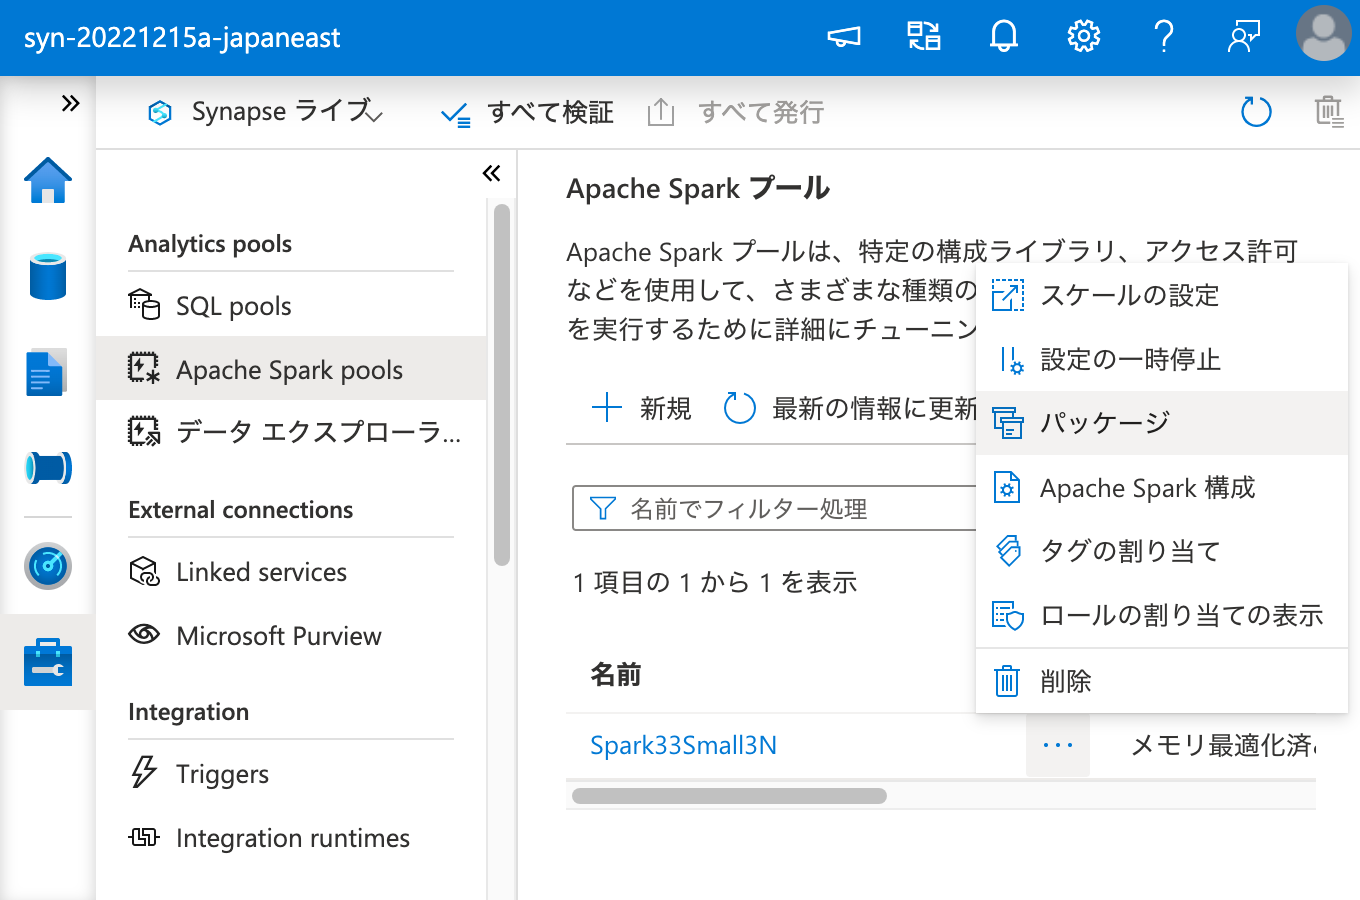 syn-20221215a-japaneast
Synapse ライブ
すべて検証
すべて発行
Analytics pools
SQL pools
Apache Spark pools
データ エクスプローラ...
External connections
Linked services
Microsoft Purview
Integration
Triggers
Integration runtimes
Apache Spark プール
Apache Spark プールは、特定の構成ライブラリ、アクセス許可
などを使用して、さまざまな種類の
を実行するために詳細にチューニン
新規
最新の情報に更新
名前でフィルター処理
1 項目の 1 から 1 を表示
名前
Spark33Small3N
メモリ最適化済
スケールの設定
設定の一時停止
パッケージ
Apache Spark 構成
タグの割り当て
ロールの割り当ての表示
削除